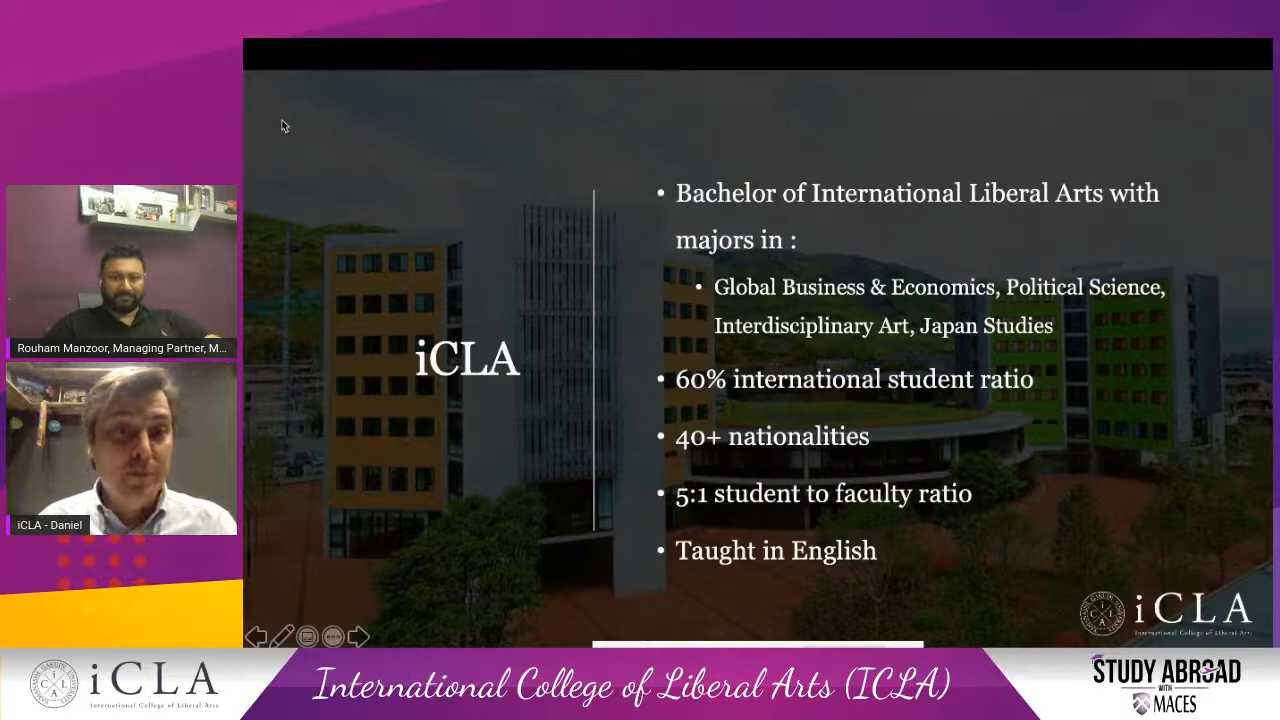 Bachelor of International Liberal Arts with
majors in :
Global Business & Economics, Political Science,
Interdisciplinary Art, Japan Studies
iCLA
60% international student ratio
40+ nationalities
5:1 student to faculty ratio
Taught in English
Rouham Manzoor, Managing Partner, M...
iCLA - Daniel
iCLA
International College of Liberal Arts
iCLA
International College of Liberal Arts
International College of Liberal Arts (ICLA)
STUDY ABROAD
WITH
MACES